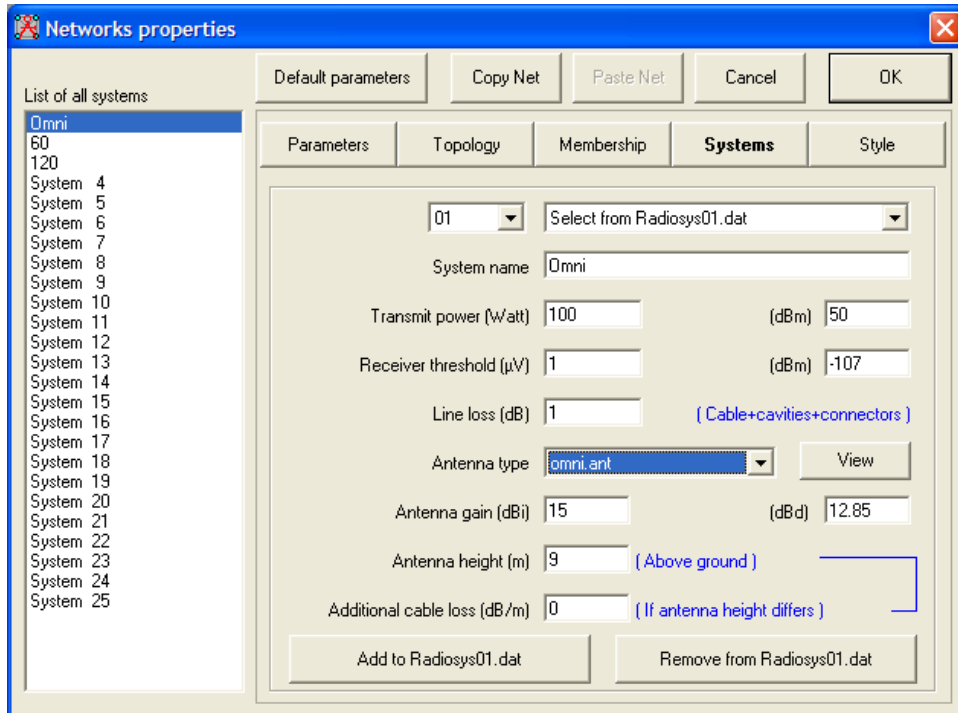 Networks properties
Default parameters Copy Net Paste Net Cancel OK
List of all systems
Omni
60
120
System 4
System 5
System 6
System 7
System 8
System 9
System 10
System 11
System 12
System 13
System 14
System 15
System 16
System 17
System 18
System 19
System 20
System 21
System 22
System 23
System 24
System 25
Parameters Topology Membership Systems Style
01 Select from Radiosys01.dat
System name Omni
Transmit power (Watt) 100 (dBm) 50
Receiver threshold (µV) 1 (dBm) -107
Line loss (dB) 1 ( Cable+cavities+connectors )
Antenna type omni.ant View
Antenna gain (dBi) 15 (dBd) 12.85
Antenna height (m) 9 ( Above ground )
Additional cable loss (dB/m) 0 ( If antenna height differs )
Add to Radiosys01.dat Remove from Radiosys01.dat